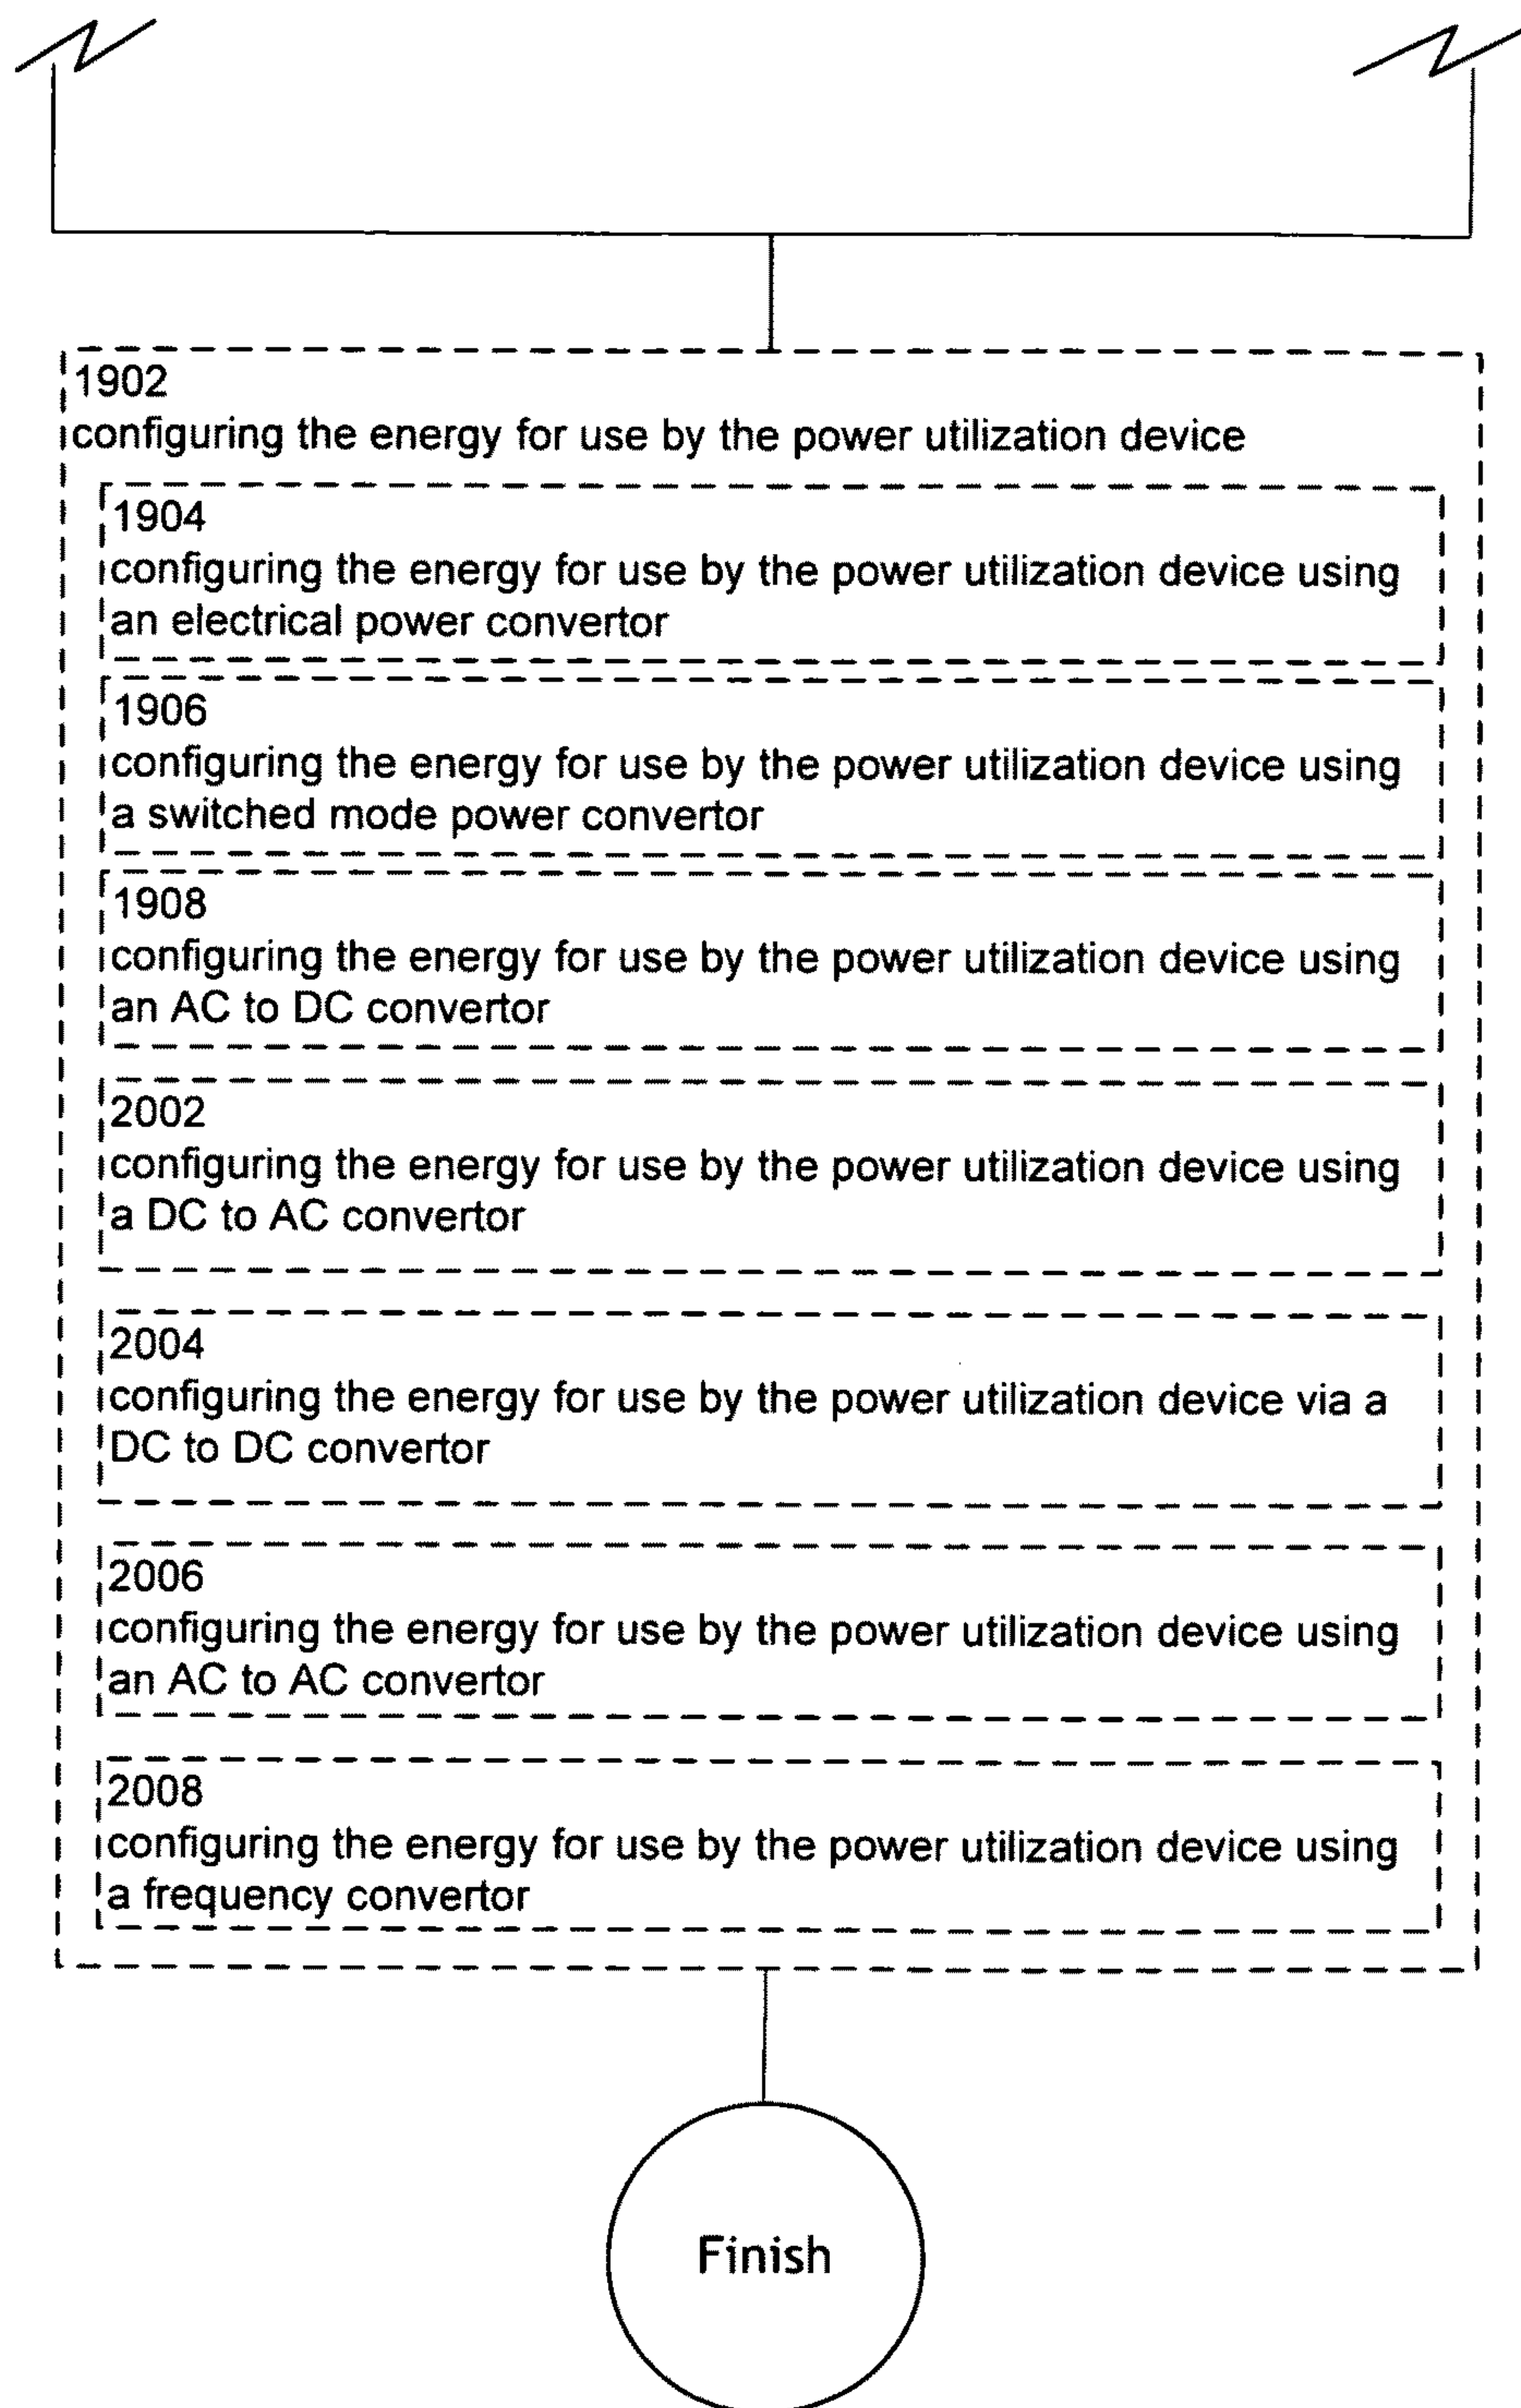 1902
configuring the energy for use by the power utilization device
1904
configuring the energy for use by the power utilization device using
an electrical power convertor
1906
configuring the energy for use by the power utilization device using
a switched mode power convertor
1908
configuring the energy for use by the power utilization device using
an AC to DC convertor
2002
configuring the energy for use by the power utilization device using
a DC to AC convertor
2004
configuring the energy for use by the power utilization device via a
DC to DC convertor
2006
configuring the energy for use by the power utilization device using
an AC to AC convertor
2008
configuring the energy for use by the power utilization device using
a frequency convertor
Finish